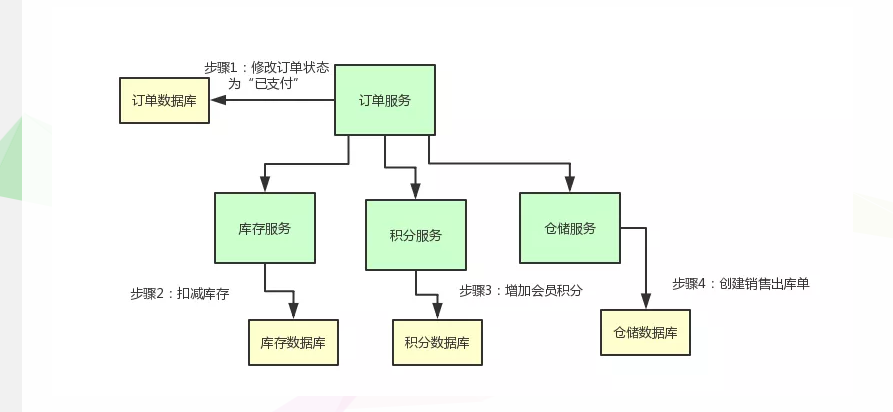 步骤1：修改订单状态
为“已支付”
订单数据库
订单服务
库存服务
积分服务
仓储服务
步骤2：扣减库存
步骤3：增加会员积分
步骤4：创建销售出库单
库存数据库
积分数据库
仓储数据库